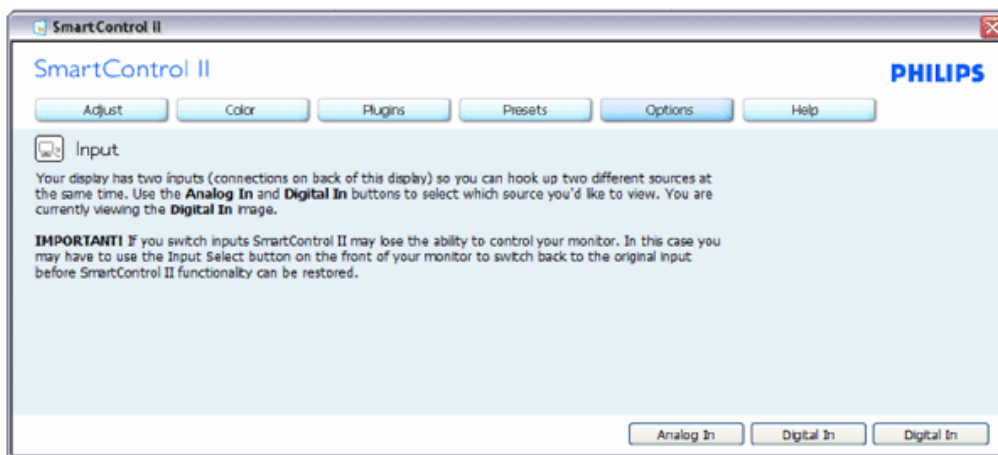 SmartControl II
SmartControl II
PHILIPS
Adjust
Color
Plugins
Presets
Options
Help
Input
Your display has two inputs (connections on back of this display) so you can hook up two different sources at
the same time. Use the Analog In and Digital In buttons to select which source you'd like to view. You are
currently viewing the Digital In image.
IMPORTANT! If you switch inputs SmartControl II may lose the ability to control your monitor. In this case you
may have to use the Input Select button on the front of your monitor to switch back to the original input
before SmartControl II functionality can be restored.
Analog In
Digital In
Digital In